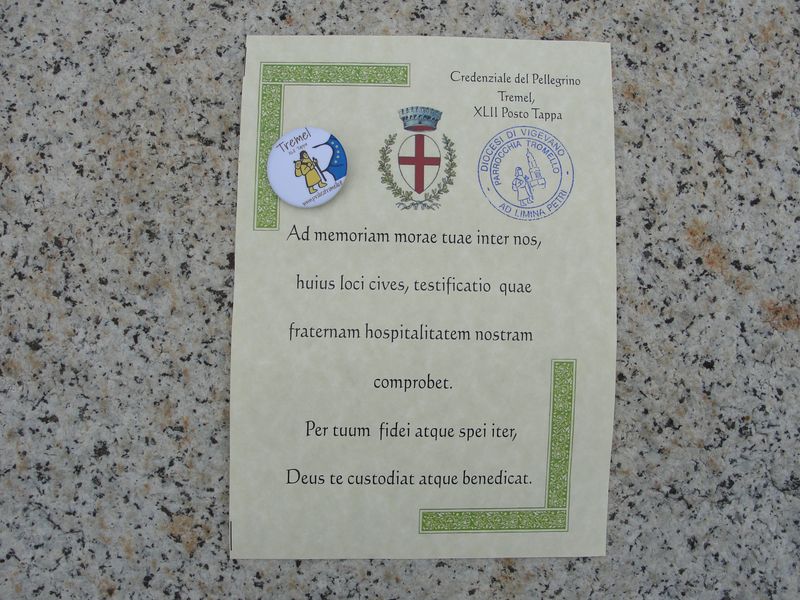 Credenziale del Pellegrino
Tremel,
XLII Posto Tappa
Tremel
XLII Tappa
DIOCESI DI VIGEVANO
PARROCCHIA TROMELLO
AD LIMINA PETRI
Ad memoriam morae tuae inter nos,
huius loci cives, testificatio quae
fraternam hospitalitatem nostram
comprobet.
Per tuum fidei atque spei iter,
Deus te custodiat atque benedicat.